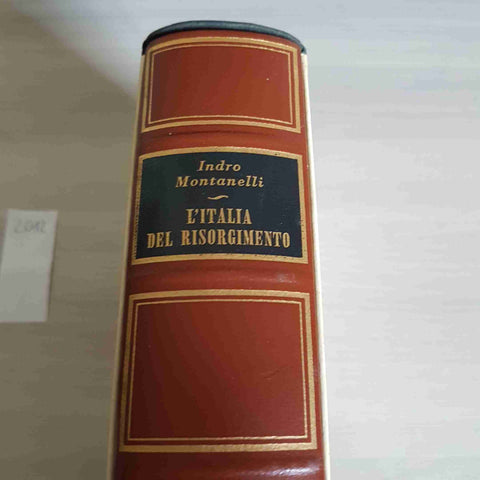 Indro
Montanelli
L'ITALIA
DEL RISORGIMENTO